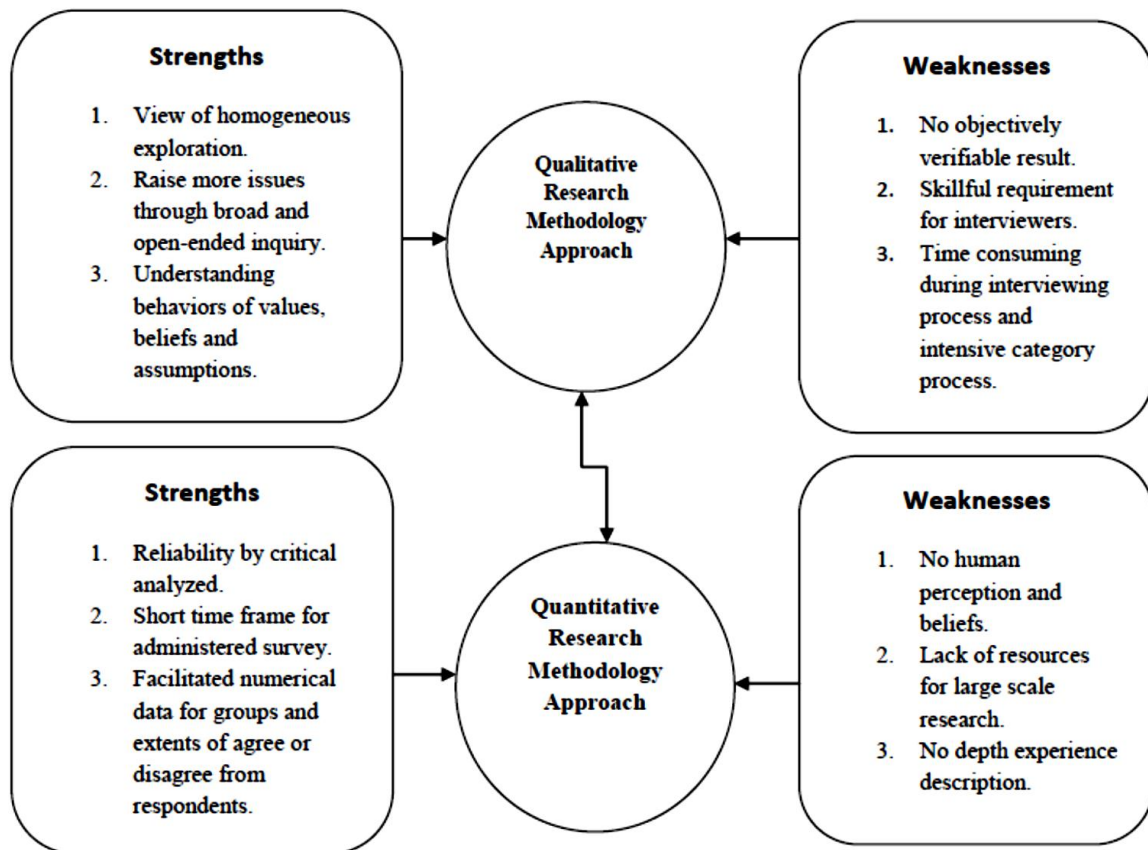 Strengths
1. View of homogeneous
exploration.
2. Raise more issues
through broad and
open-ended inquiry.
3. Understanding
behaviors of values,
beliefs and
assumptions.
Qualitative
Research
Methodology
Approach
Weaknesses
1. No objectively
verifiable result.
2. Skillful requirement
for interviewers.
3. Time consuming
during interviewing
process and
intensive category
process.
Strengths
1. Reliability by critical
analyzed.
2. Short time frame for
administered survey.
3. Facilitated numerical
data for groups and
extents of agree or
disagree from
respondents.
Quantitative
Research
Methodology
Approach
Weaknesses
1. No human
perception and
beliefs.
2. Lack of resources
for large scale
research.
3. No depth experience
description.